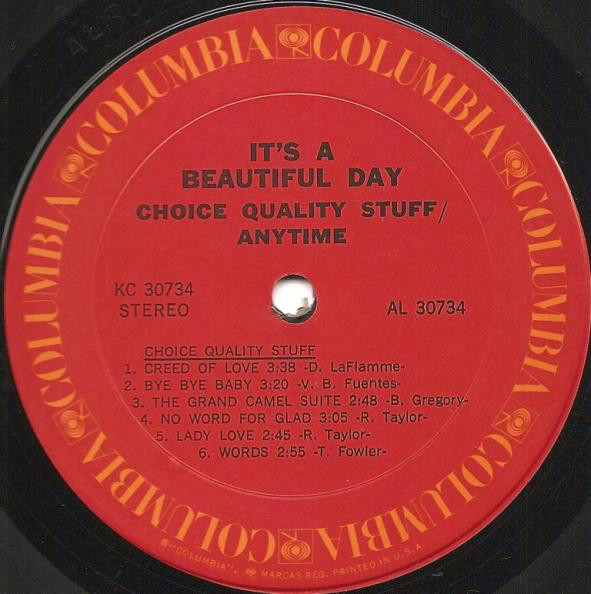 COLUMBIA COLUMBIA COLUMBIA COLUMBIA COLUMBIA COLUMBIA
IT'S A
BEAUTIFUL DAY
CHOICE QUALITY STUFF/
ANYTIME
KC 30734
STEREO
AL 30734
CHOICE QUALITY STUFF
1. CREED OF LOVE 3:38 -D. LaFlamme-
2. BYE BYE BABY 3:20 -V. B. Fuentes-
3. THE GRAND CAMEL SUITE 2:48 -B. Gregory-
4. NO WORD FOR GLAD 3:05 -R. Taylor-
5. LADY LOVE 2:45 -R. Taylor-
6. WORDS 2:55 -T. Fowler-
"COLUMBIA", MARCAS REG. PRINTED IN U.S.A.